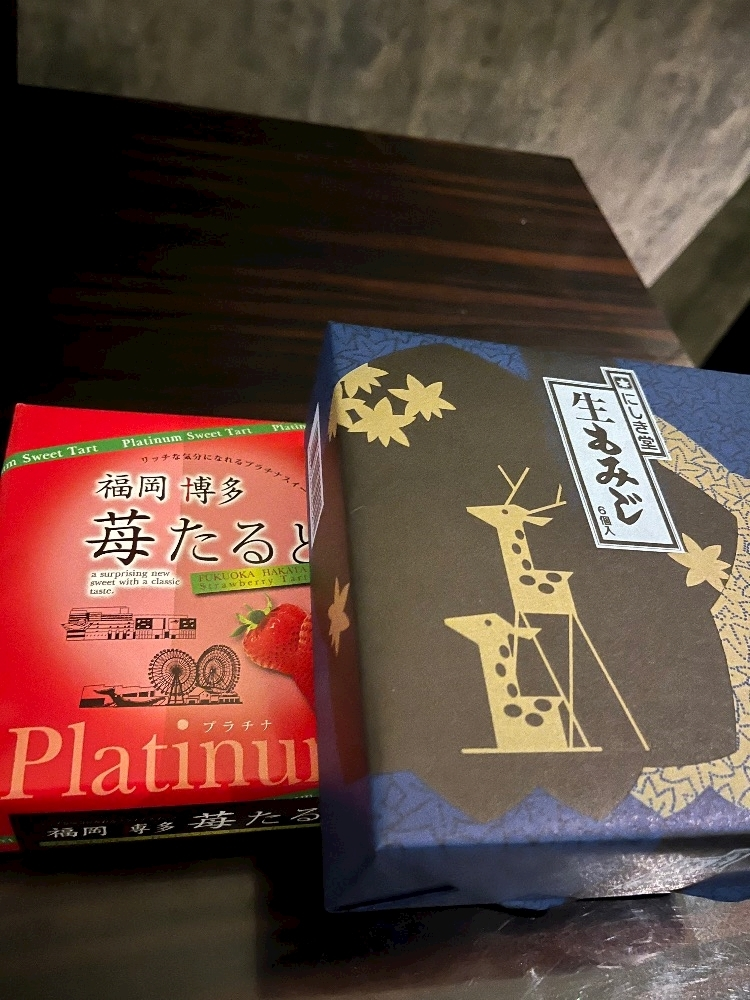 um Sweet Tart Platinum Sweet Tart Platin
リッチな気分になれるプラチナスイー
福岡 博多
苺たると
a surprising new
sweet with a classic
taste.
FUKUOKA HAKATA
Strawberry Tart
プラチナ
Platinu
福岡 博多 苺たる
にしき堂
生もみじ
6個入